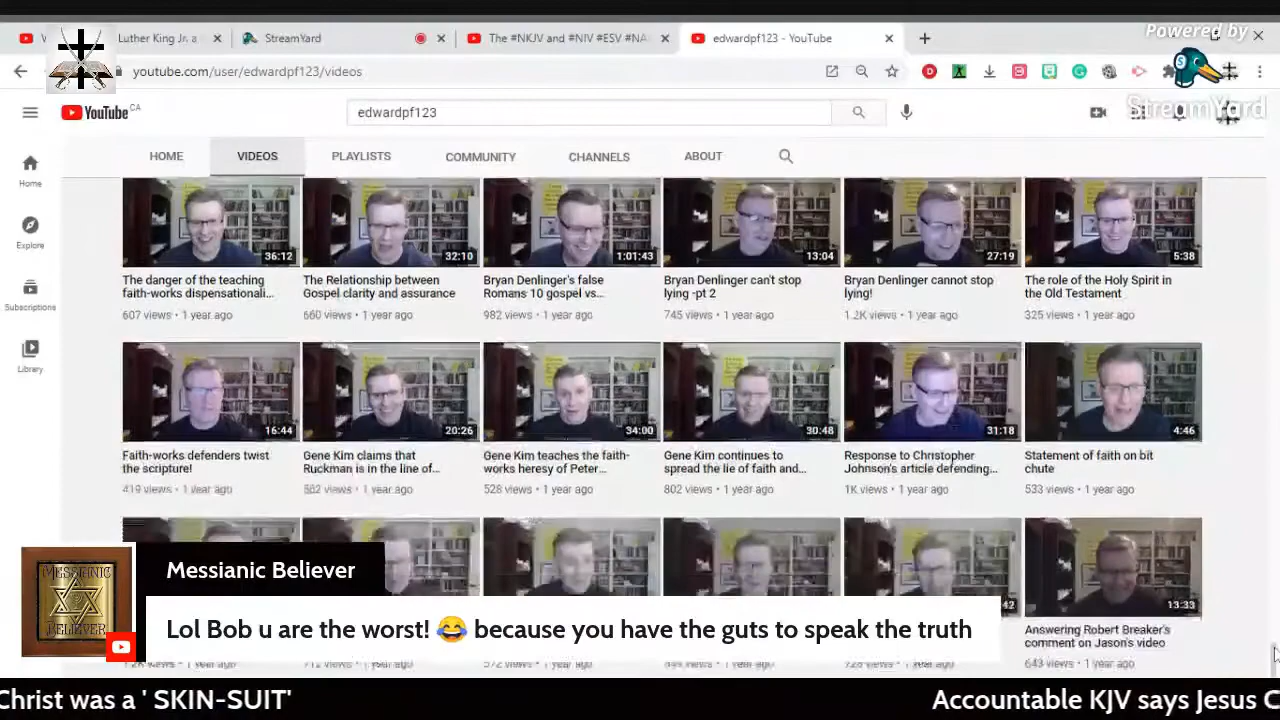 Powered by
Luther King Jr. a
StreamYard
The #NKJV and #NIV #ESV #NA
edwardpf123 - YouTube
youtube.com/user/edwardpf123/videos
StreamYard
YouTube CA
edwardpf123
HOME
VIDEOS
PLAYLISTS
COMMUNITY
CHANNELS
ABOUT
Home
Explore
Subscriptions
Library
36:12
32:10
1:01:43
13:04
27:19
5:38
The danger of the teaching
faith-works dispensationali...
607 views • 1 year ago
The Relationship between
Gospel clarity and assurance
660 views • 1 year ago
Bryan Denlinger's false
Romans 10 gospel vs...
982 views • 1 year ago
Bryan Denlinger can't stop
lying -pt 2
745 views • 1 year ago
Bryan Denlinger cannot stop
lying!
1.2K views • 1 year ago
The role of the Holy Spirit in
the Old Testament
325 views • 1 year ago
16:44
20:26
34:00
30:48
31:18
4:46
Faith-works defenders twist
the scripture!
419 views • 1 year ago
Gene Kim claims that
Ruckman is in the line of...
562 views • 1 year ago
Gene Kim teaches the faith-
works heresy of Peter...
528 views • 1 year ago
Gene Kim continues to
spread the lie of faith and...
802 views • 1 year ago
Response to Christopher
Johnson's article defending...
1K views • 1 year ago
Statement of faith on bit
chute
533 views • 1 year ago
13:33
Answering Robert Breaker's
comment on Jason's video
643 views • 1 year ago
MESSIANIC
BELIEVER
Messianic Believer
Lol Bob u are the worst! 😂 because you have the guts to speak the truth
Christ was a ' SKIN-SUIT'
Accountable KJV says Jesus C